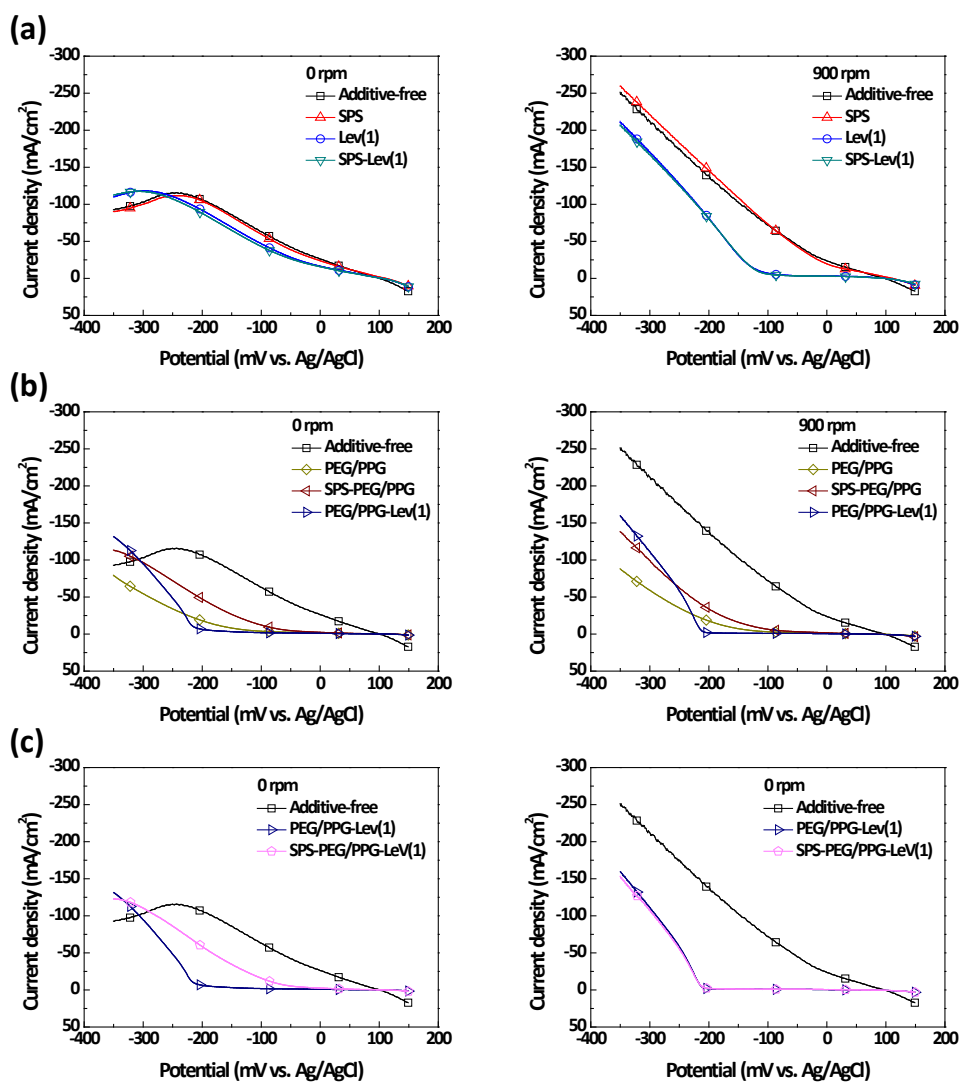 (a)
0 rpm
Additive-free
SPS
Lev(1)
SPS-Lev(1)
-300
-250
-200
-150
-100
-50
0
50
-400 -300 -200 -100 0 100 200
Current density (mA/cm²)
Potential (mV vs. Ag/AgCl)
900 rpm
Additive-free
SPS
Lev(1)
SPS-Lev(1)
-300
-250
-200
-150
-100
-50
0
50
-400 -300 -200 -100 0 100 200
Current density (mA/cm²)
Potential (mV vs. Ag/AgCl)
(b)
0 rpm
Additive-free
PEG/PPG
SPS-PEG/PPG
PEG/PPG-Lev(1)
-300
-250
-200
-150
-100
-50
0
50
-400 -300 -200 -100 0 100 200
Current density (mA/cm²)
Potential (mV vs. Ag/AgCl)
900 rpm
Additive-free
PEG/PPG
SPS-PEG/PPG
PEG/PPG-Lev(1)
-300
-250
-200
-150
-100
-50
0
50
-400 -300 -200 -100 0 100 200
Current density (mA/cm²)
Potential (mV vs. Ag/AgCl)
(c)
0 rpm
Additive-free
PEG/PPG-Lev(1)
SPS-PEG/PPG-LeV(1)
-300
-250
-200
-150
-100
-50
0
50
-400 -300 -200 -100 0 100 200
Current density (mA/cm²)
Potential (mV vs. Ag/AgCl)
0 rpm
Additive-free
PEG/PPG-Lev(1)
SPS-PEG/PPG-LeV(1)
-300
-250
-200
-150
-100
-50
0
50
-400 -300 -200 -100 0 100 200
Current density (mA/cm²)
Potential (mV vs. Ag/AgCl)